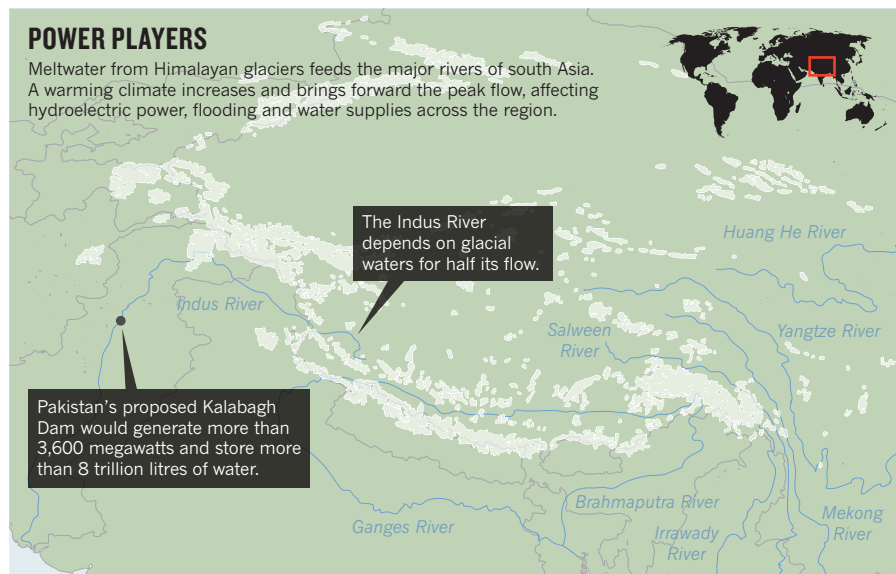 POWER PLAYERS
Meltwater from Himalayan glaciers feeds the major rivers of south Asia.
A warming climate increases and brings forward the peak flow, affecting
hydroelectric power, flooding and water supplies across the region.
The Indus River
depends on glacial
waters for half its flow.
Huang He River
Indus River
Salween
River
Yangtze River
Pakistan's proposed Kalabagh
Dam would generate more than
3,600 megawatts and store more
than 8 trillion litres of water.
Brahmaputra River
Ganges River
Irrawady
River
Mekong
River